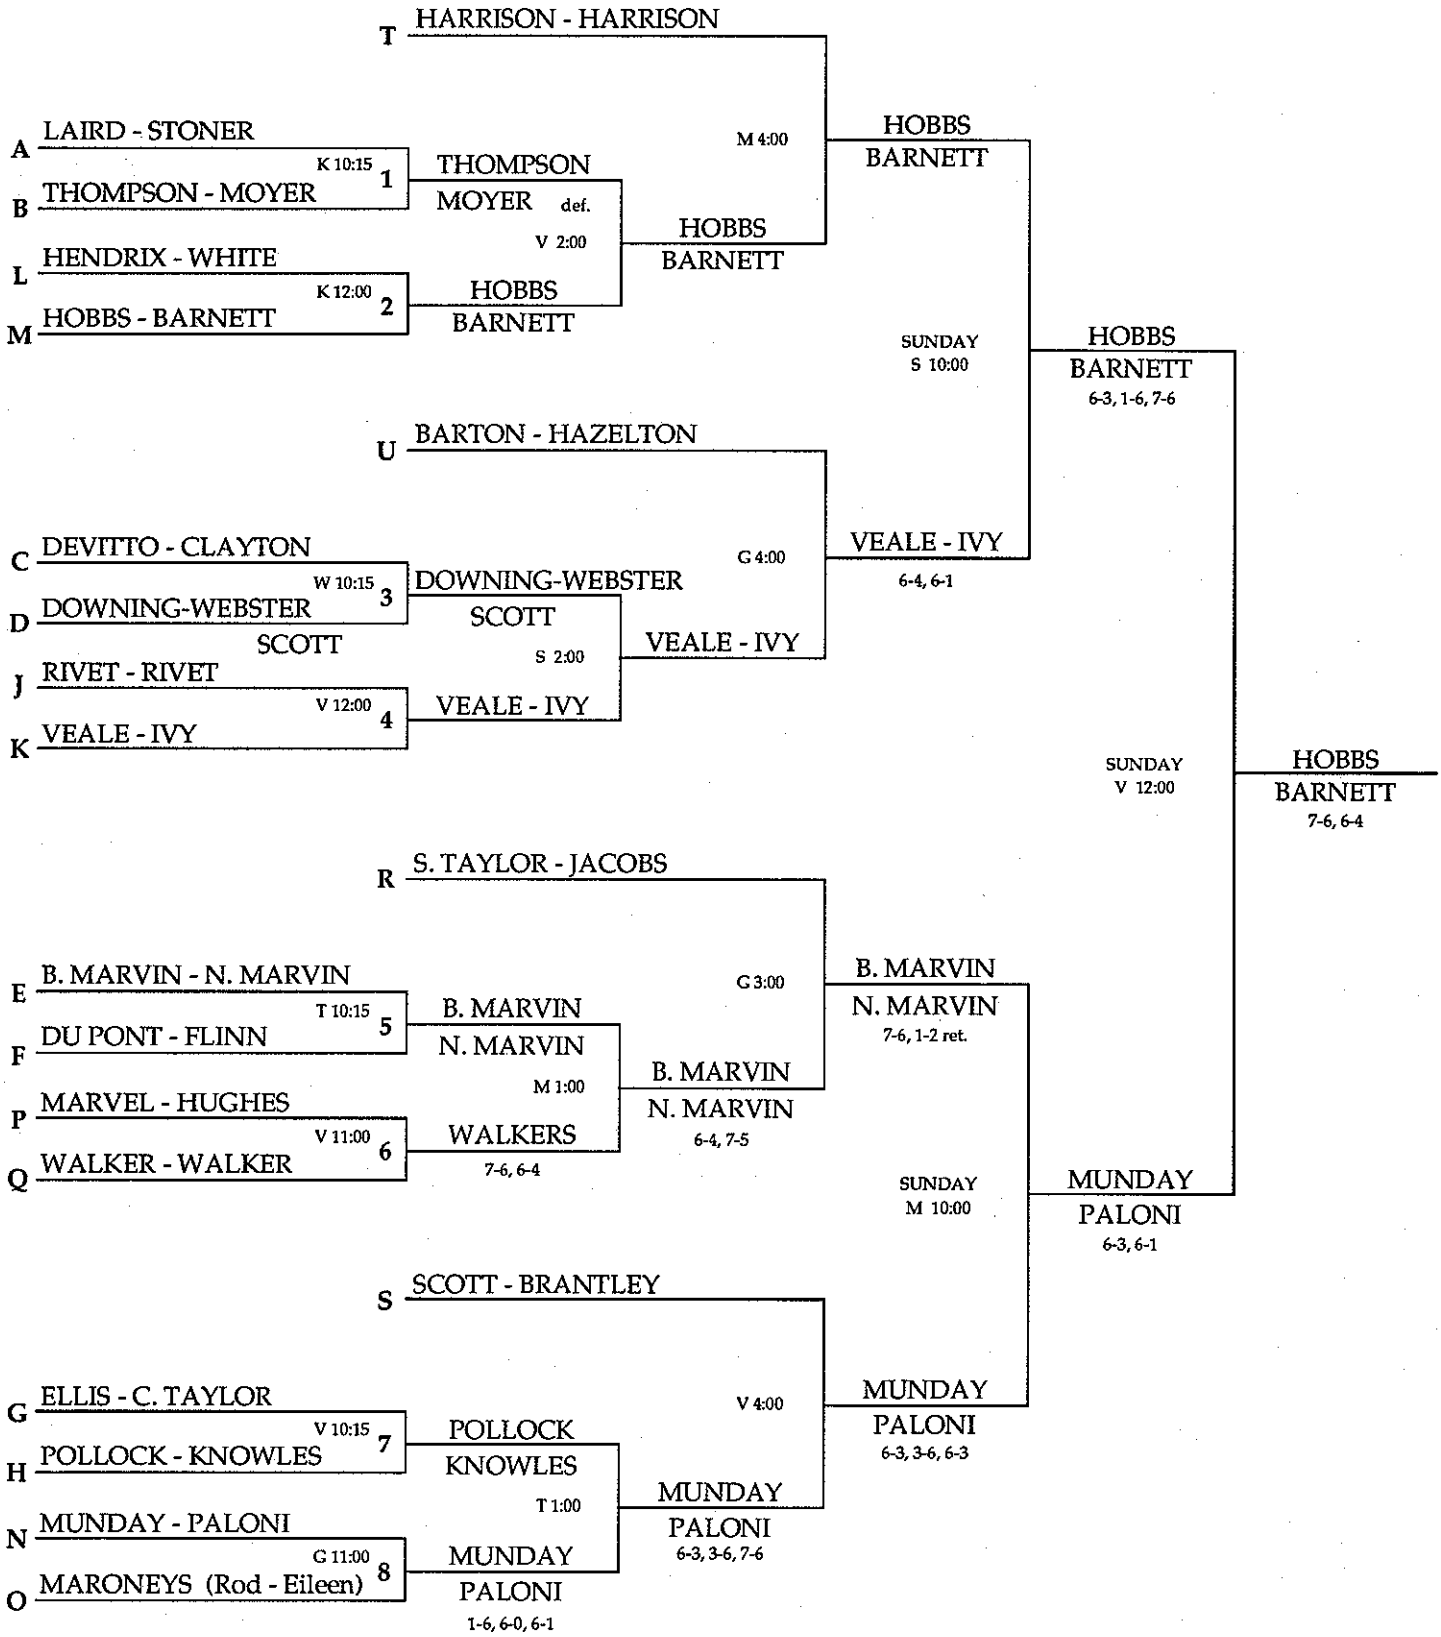 T HARRISON - HARRISON
A LAIRD - STONER
K 10:15 1
B THOMPSON - MOYER
THOMPSON
MOYER def.
V 2:00
L HENDRIX - WHITE
K 12:00 2
M HOBBS - BARNETT
HOBBS
BARNETT
HOBBS
BARNETT
M 4:00
HOBBS
BARNETT
SUNDAY
S 10:00
HOBBS
BARNETT
6-3, 1-6, 7-6
U BARTON - HAZELTON
C DEVITTO - CLAYTON
W 10:15 3
D DOWNING-WEBSTER
SCOTT
DOWNING-WEBSTER
SCOTT
S 2:00
J RIVET - RIVET
V 12:00 4
K VEALE - IVY
VEALE - IVY
VEALE - IVY
G 4:00
VEALE - IVY
6-4, 6-1
SUNDAY
V 12:00
HOBBS
BARNETT
7-6, 6-4
R S. TAYLOR - JACOBS
E B. MARVIN - N. MARVIN
T 10:15 5
F DU PONT - FLINN
B. MARVIN
N. MARVIN
M 1:00
P MARVEL - HUGHES
V 11:00 6
Q WALKER - WALKER
WALKERS
7-6, 6-4
B. MARVIN
N. MARVIN
6-4, 7-5
G 3:00
B. MARVIN
N. MARVIN
7-6, 1-2 ret.
SUNDAY
M 10:00
MUNDAY
PALONI
6-3, 6-1
S SCOTT - BRANTLEY
G ELLIS - C. TAYLOR
V 10:15 7
H POLLOCK - KNOWLES
POLLOCK
KNOWLES
T 1:00
N MUNDAY - PALONI
G 11:00 8
O MARONEYS (Rod - Eileen)
MUNDAY
PALONI
1-6, 6-0, 6-1
MUNDAY
PALONI
6-3, 3-6, 7-6
V 4:00
MUNDAY
PALONI
6-3, 3-6, 6-3